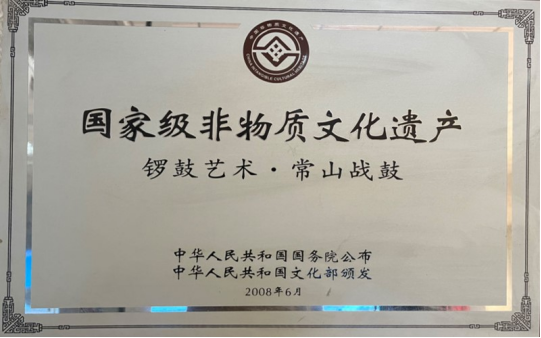 国家级非物质文化遗产
锣鼓艺术·常山战鼓
中华人民共和国国务院公布
中华人民共和国文化部颁发
2008年6月